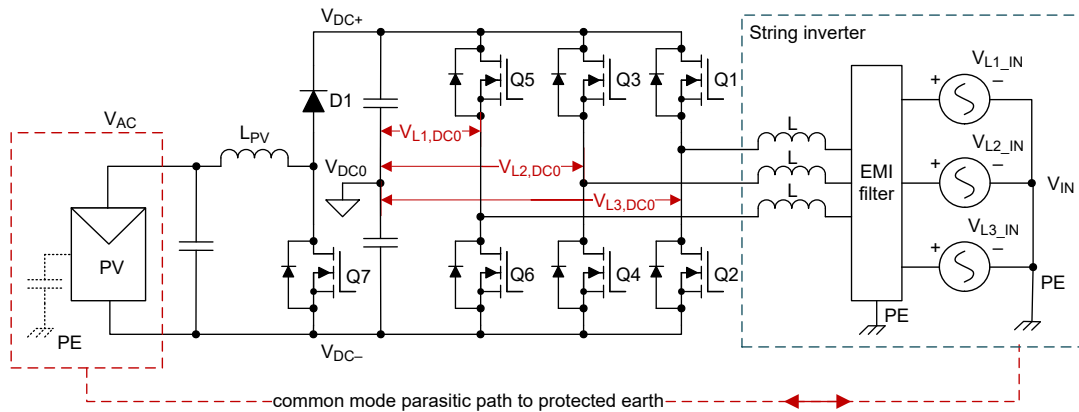 V_DC+
String inverter
V_L1_IN
+
−
Q5
Q3
Q1
D1
V_AC
V_L1,DC0
L_PV
L
V_L2_IN
+
−
V_DC0
V_L2,DC0
L
EMI
filter
V_IN
V_L3,DC0
L
V_L3_IN
+
−
PV
Q7
Q6
Q4
Q2
PE
PE
PE
V_DC−
common mode parasitic path to protected earth